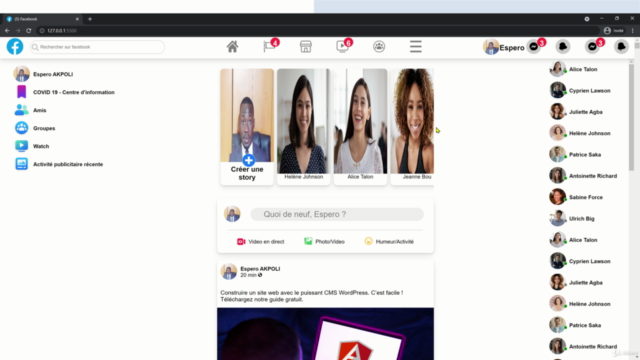 (5) Facebook
127.0.0.1:5500
Invité
Rechercher sur facebook
4
6
Espero
3
3
Espero AKPOLI
COVID 19 - Centre d'information
Amis
Groupes
Watch
Activité publicitaire récente
Créer une
story
Helène Johnson
Alice Talon
Jeanne Bou
Quoi de neuf, Espero ?
Vidéo en direct
Photo/Video
Humeur/Activité
Espero AKPOLI
20 min
Construire un site web avec le puissant CMS WordPress. C'est facile !
Téléchargez notre guide gratuit.
Alice Talon
Cyprien Lawson
Juliette Agba
Helène Johnson
Patrice Saka
Antoinette Richard
Sabine Force
Ulrich Big
Alice Talon
Cyprien Lawson
Juliette Agba
Helène Johnson
Patrice Saka
Antoinette Richard